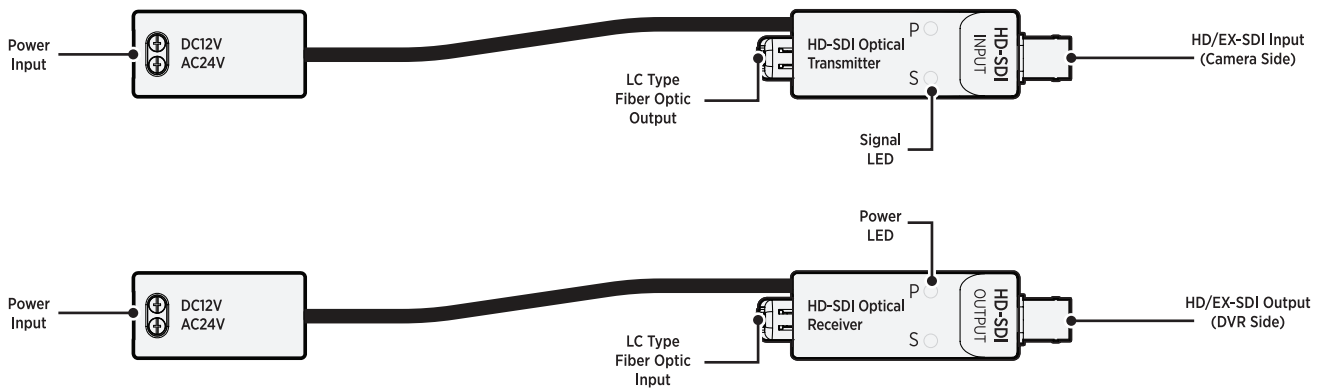 Power
Input
DC12V
AC24V
LC Type
Fiber Optic
Output
HD-SDI Optical
Transmitter
P
S
HD-SDI
INPUT
HD/EX-SDI Input
(Camera Side)
Signal
LED
Power
LED
Power
Input
DC12V
AC24V
LC Type
Fiber Optic
Input
HD-SDI Optical
Receiver
P
S
HD-SDI
OUTPUT
HD/EX-SDI Output
(DVR Side)